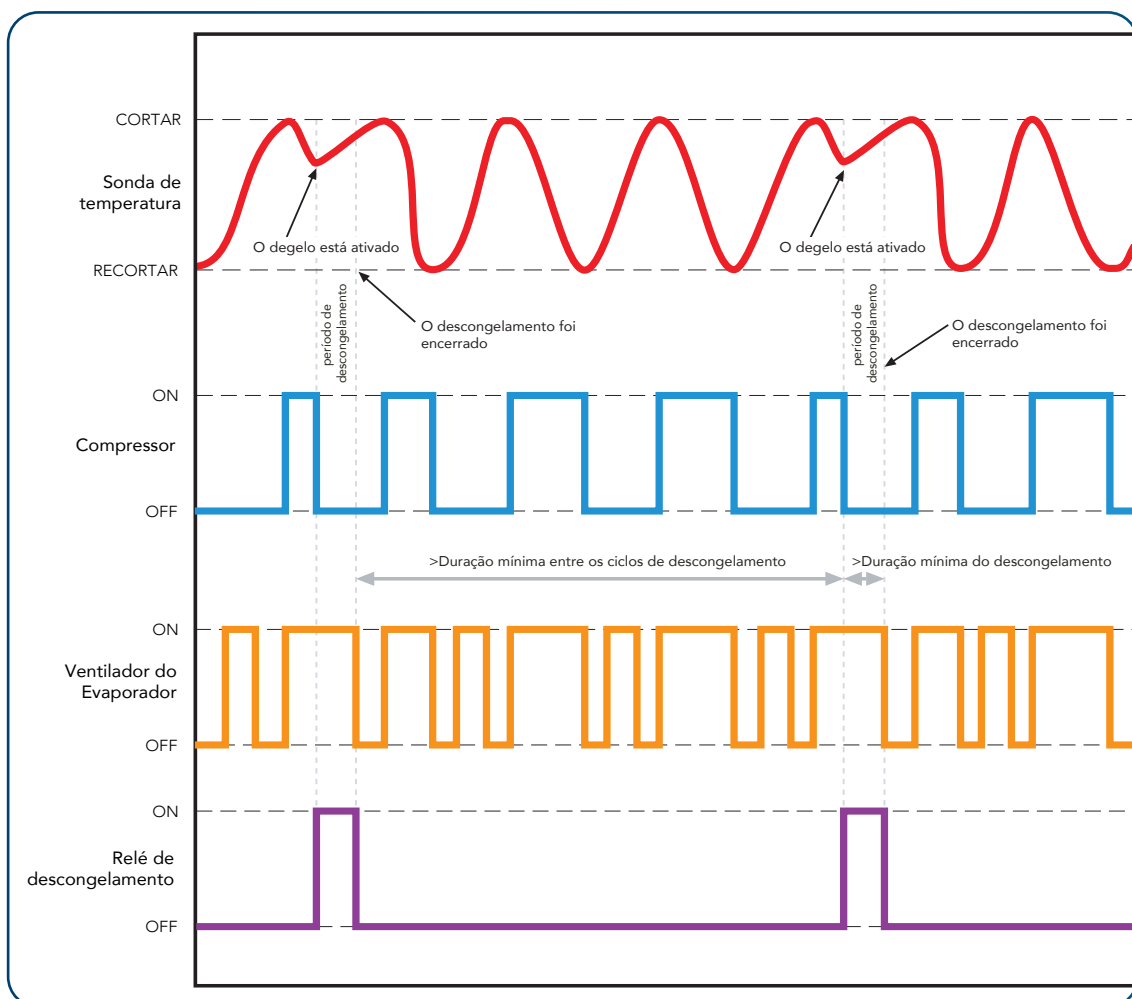 CORTAR
Sonda de
temperatura
O degelo está ativado
O degelo está ativado
RECORTAR
período de
descongelamento
O descongelamento foi
encerrado
período de
descongelamento
O descongelamento foi
encerrado
ON
Compressor
OFF
>Duração mínima entre os ciclos de descongelamento
>Duração mínima do descongelamento
ON
Ventilador do
Evaporador
OFF
ON
Relé de
descongelamento
OFF